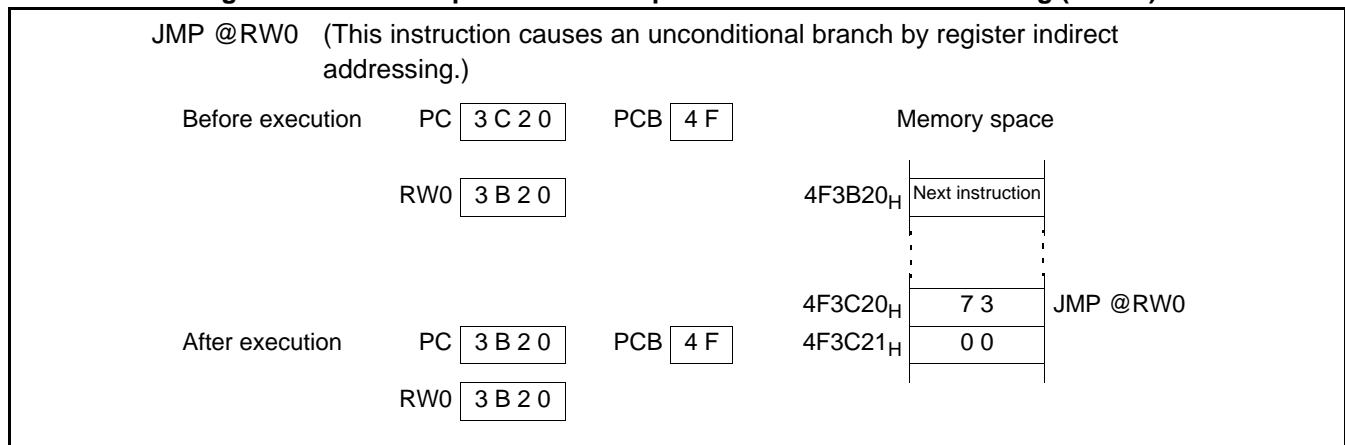 JMP @RW0 (This instruction causes an unconditional branch by register indirect
addressing.)
Before execution PC 3 C 2 0 PCB 4 F Memory space
RW0 3 B 2 0 4F3B20H Next instruction
4F3C20H 7 3 JMP @RW0
After execution PC 3 B 2 0 PCB 4 F 4F3C21H 0 0
RW0 3 B 2 0